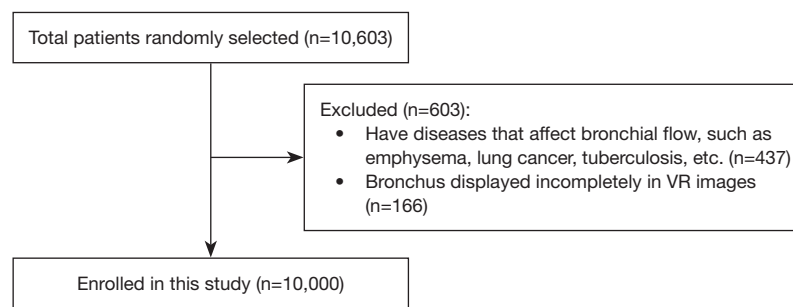 Total patients randomly selected (n=10,603)
Excluded (n=603):
• Have diseases that affect bronchial flow, such as
emphysema, lung cancer, tuberculosis, etc. (n=437)
• Bronchus displayed incompletely in VR images
(n=166)
Enrolled in this study (n=10,000)